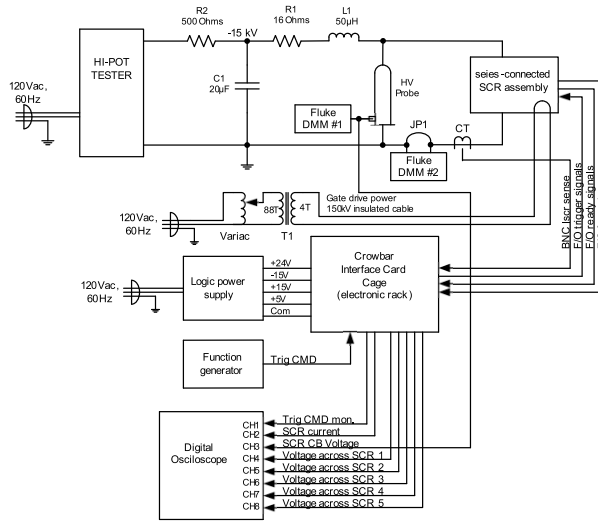 R2
500 Ohms
-15 kV
R1
16 Ohms
L1
50µH
HI-POT
TESTER
C1
20µF
HV
Probe
seies-connected
SCR assembly
120Vac,
60Hz
Fluke
DMM #1
JP1
CT
Fluke
DMM #2
Gate drive power
150kV insulated cable
88T
4T
120Vac,
60Hz
Variac
T1
BNC Iscr sense
F/O trigger signals
F/O ready signals
Crowbar
Interface Card
Cage
(electronic rack)
+24V
-15V
+15V
+5V
Com
Logic power
supply
120Vac,
60Hz
Function
generator
Trig CMD
Digital
Osciloscope
CH1
Trig CMD mon.
CH2
SCR current
CH3
SCR CB Voltage
CH4
Voltage across SCR 1
CH5
Voltage across SCR 2
CH6
Voltage across SCR 3
CH7
Voltage across SCR 4
CH8
Voltage across SCR 5